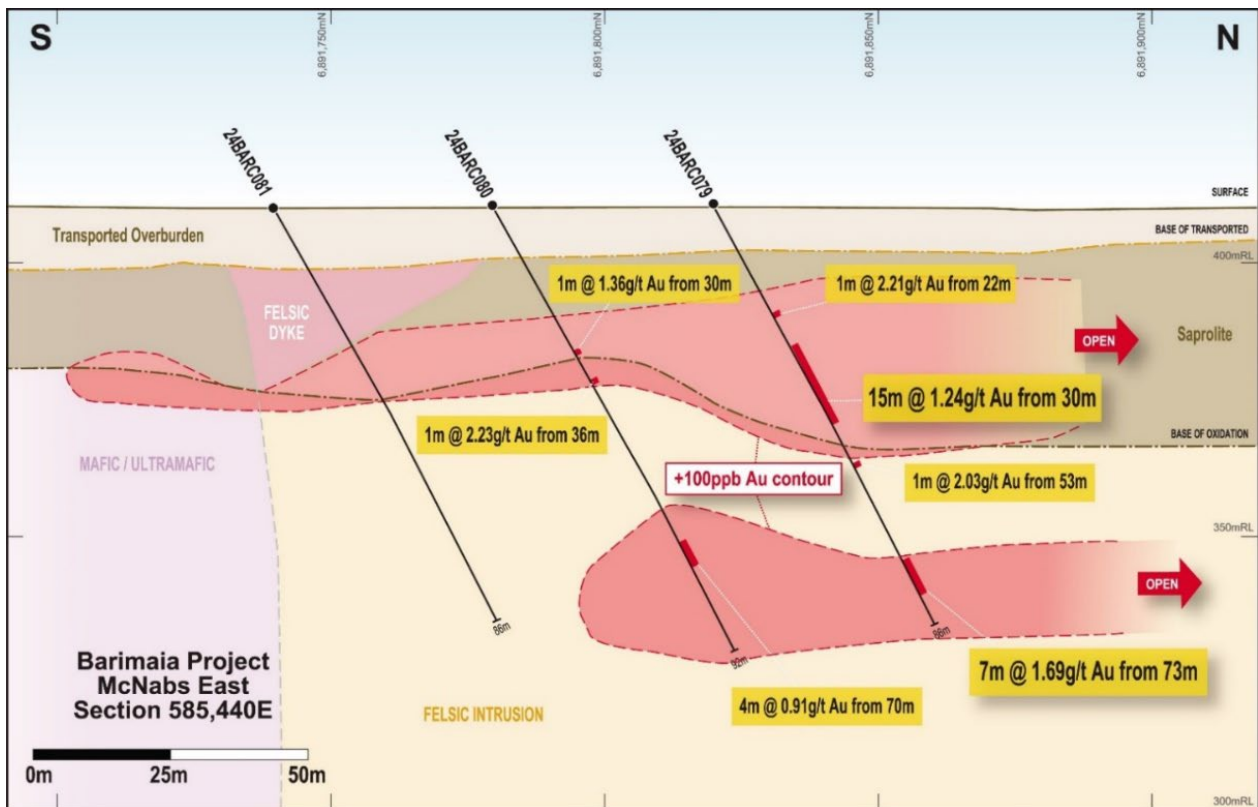 S
6,891,750mN
6,891,800mN
6,891,850mN
6,891,900mN
N
24BARC081
24BARC080
24BARC079
SURFACE
Transported Overburden
BASE OF TRANSPORTED
400mRL
1m @ 1.36g/t Au from 30m
1m @ 2.21g/t Au from 22m
FELSIC
DYKE
OPEN
Saprolite
15m @ 1.24g/t Au from 30m
1m @ 2.23g/t Au from 36m
BASE OF OXIDATION
MAFIC / ULTRAMAFIC
+100ppb Au contour
1m @ 2.03g/t Au from 53m
350mRL
OPEN
86m
86m
92m
Barimaia Project
McNabs East
Section 585,440E
7m @ 1.69g/t Au from 73m
4m @ 0.91g/t Au from 70m
FELSIC INTRUSION
0m
25m
50m
300mRL